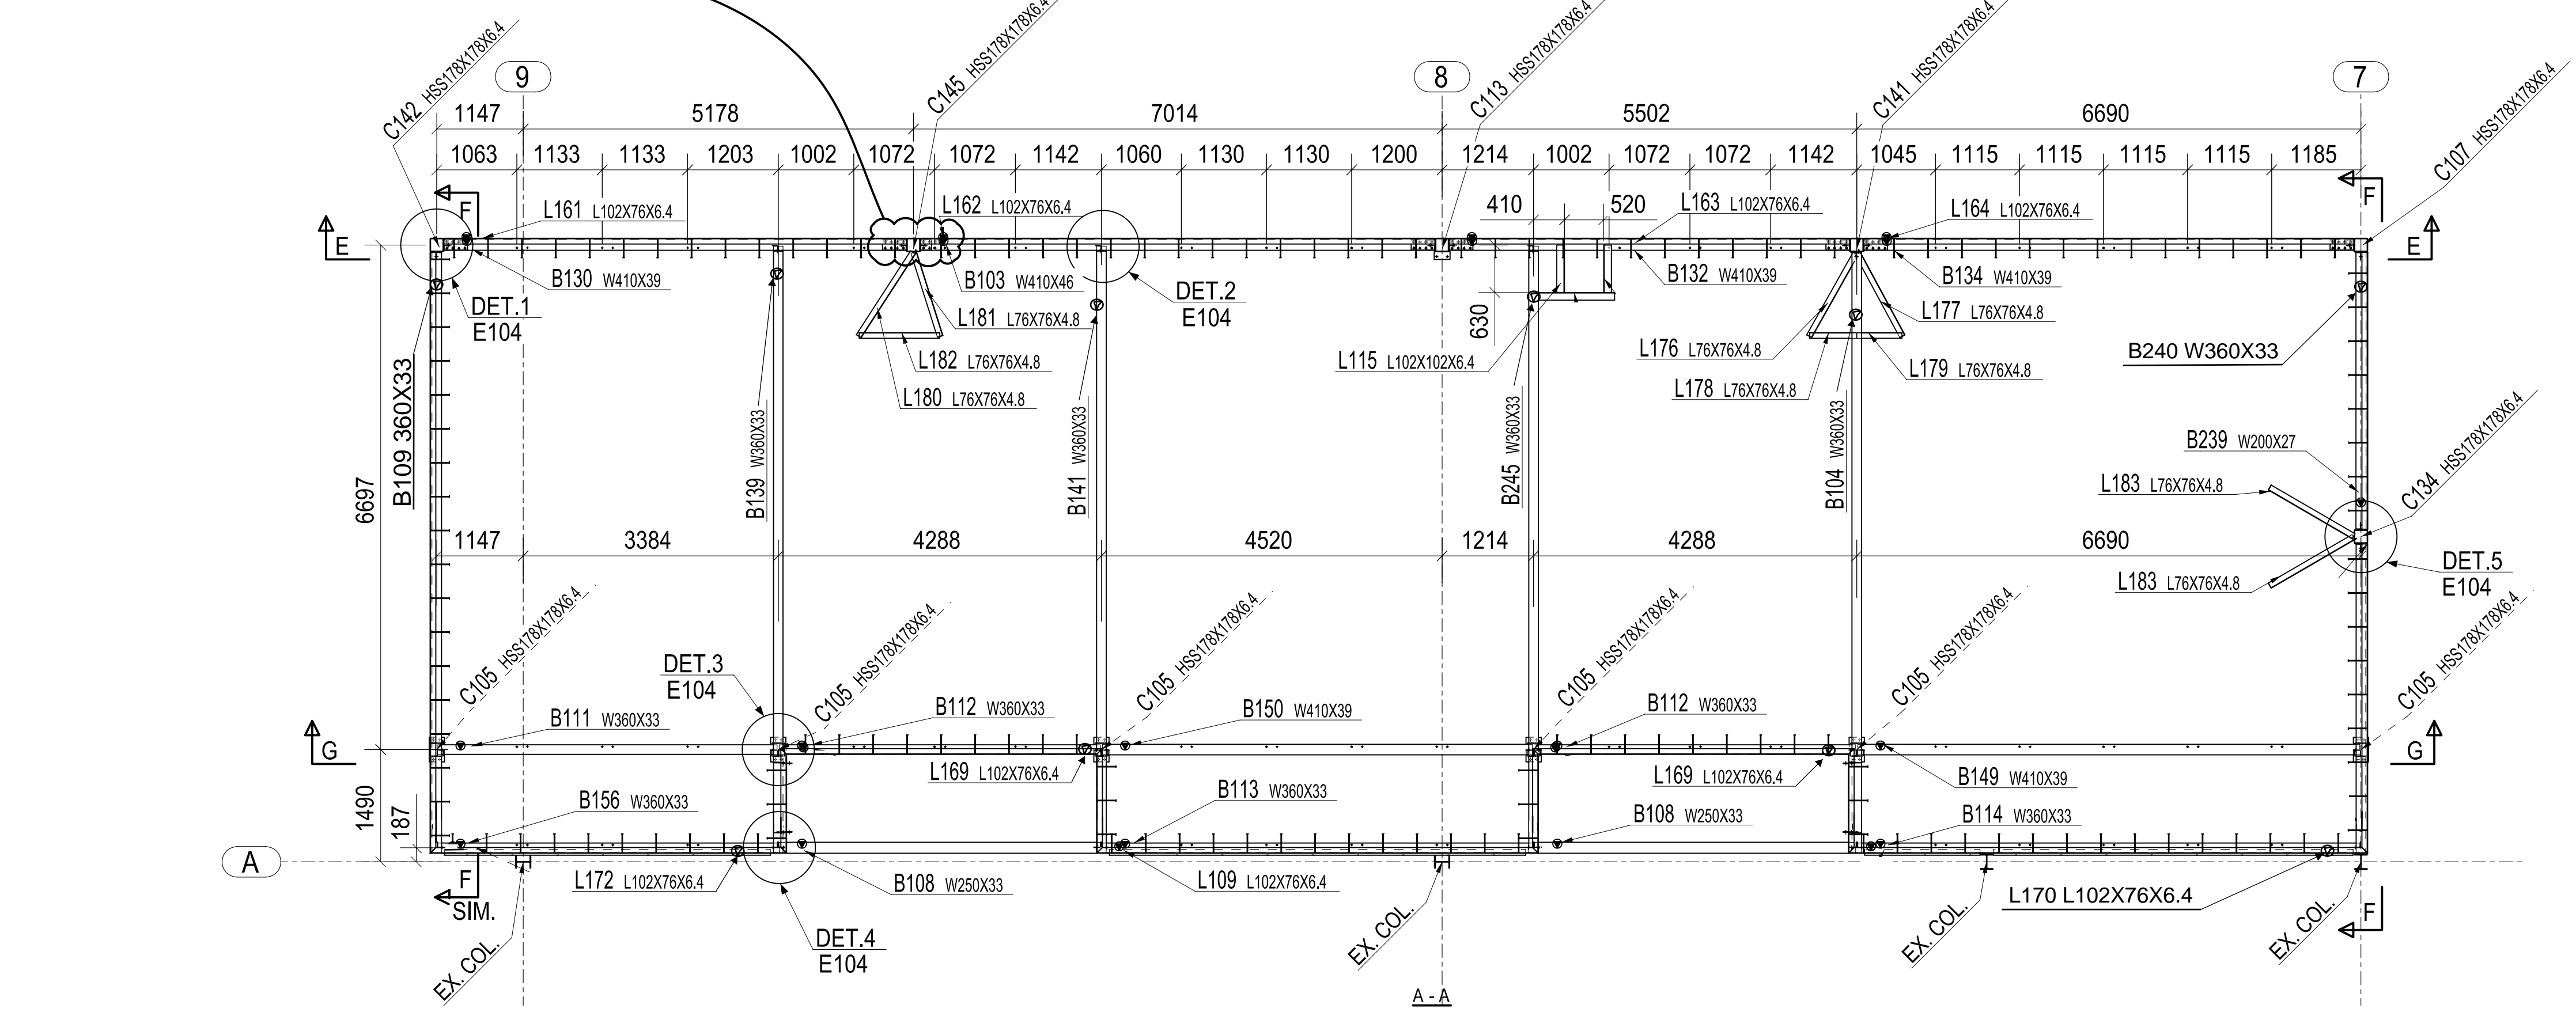 C142 HSS178X178X6.4
9
C145 HSS178X178X6.4
8
C113 HSS178X178X6.4
C141 HSS178X178X6.4
7
C107 HSS178X178X6.4
1147 5178 7014 5502 6690
1063 1133 1133 1203 1002 1072 1072 1142 1060 1130 1130 1200 1214 1002 1072 1072 1142 1045 1115 1115 1115 1115 1185
F
L161 L102X76X6.4
L162 L102X76X6.4
410
520
L163 L102X76X6.4
L164 L102X76X6.4
F
E
E
B130 W410X39
B103 W410X46
B132 W410X39
B134 W410X39
DET.1
E104
DET.2
E104
630
L181 L76X76X4.8
L177 L76X76X4.8
L182 L76X76X4.8
L115 L102X102X6.4
L176 L76X76X4.8
B240 W360X33
L180 L76X76X4.8
L178 L76X76X4.8
L179 L76X76X4.8
B109 360X33
B139 W360X33
B141 W360X33
B245 W360X33
B104 W360X33
B239 W200X27
C134 HSS178X178X6.4
L183 L76X76X4.8
6697
1147 3384 4288 4520 1214 4288 6690
DET.5
E104
L183 L76X76X4.8
C105 HSS178X178X6.4
C105 HSS178X178X6.4
C105 HSS178X178X6.4
C105 HSS178X178X6.4
C105 HSS178X178X6.4
C105 HSS178X178X6.4
DET.3
E104
B111 W360X33
B112 W360X33
B150 W410X39
B112 W360X33
G
G
L169 L102X76X6.4
L169 L102X76X6.4
B149 W410X39
1490
187
B156 W360X33
B113 W360X33
B108 W250X33
B114 W360X33
A
F
SIM.
L172 L102X76X6.4
B108 W250X33
L109 L102X76X6.4
L170 L102X76X6.4
F
EX. COL.
DET.4
E104
EX. COL.
EX. COL.
EX. COL.
A - A